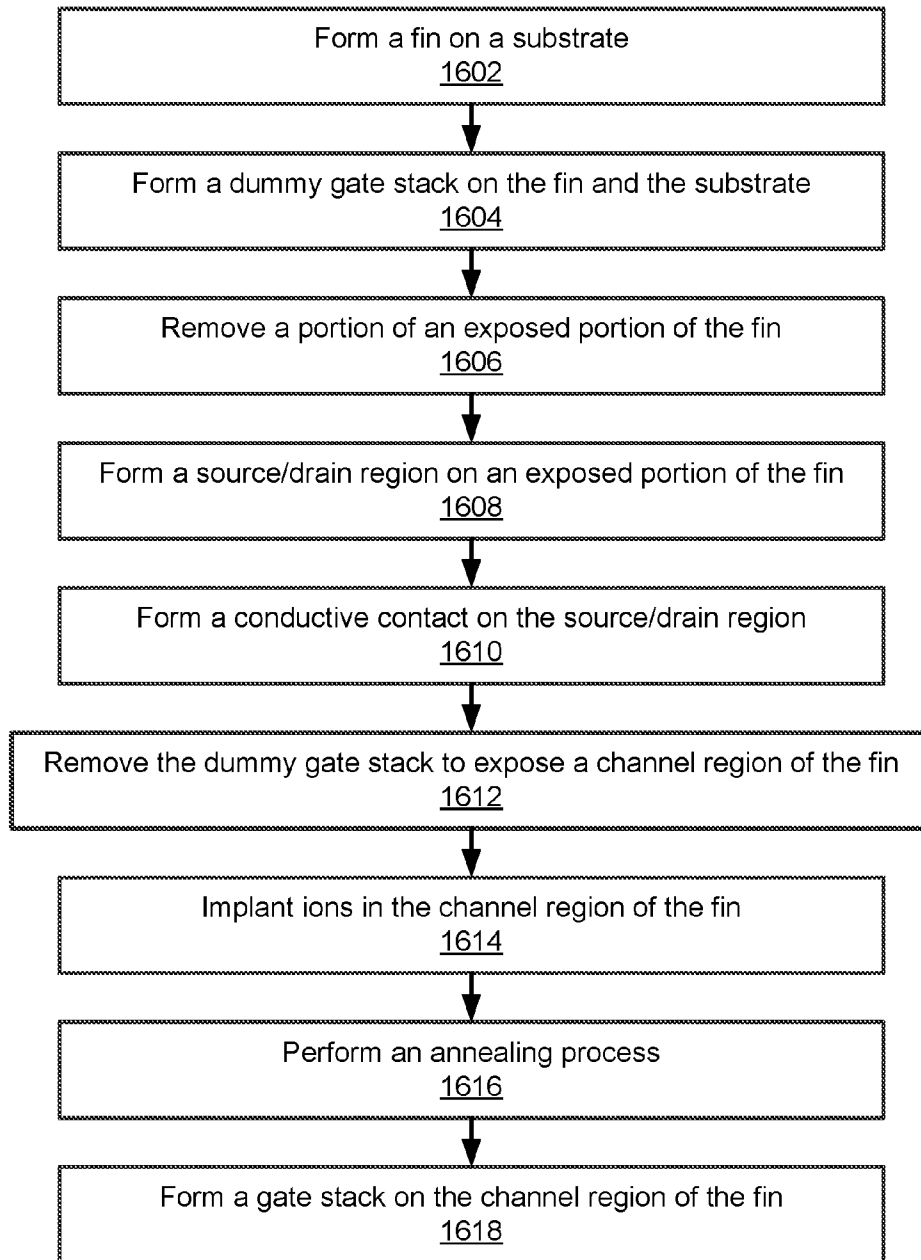 Form a fin on a substrate
1602
Form a dummy gate stack on the fin and the substrate
1604
Remove a portion of an exposed portion of the fin
1606
Form a source/drain region on an exposed portion of the fin
1608
Form a conductive contact on the source/drain region
1610
Remove the dummy gate stack to expose a channel region of the fin
1612
Implant ions in the channel region of the fin
1614
Perform an annealing process
1616
Form a gate stack on the channel region of the fin
1618